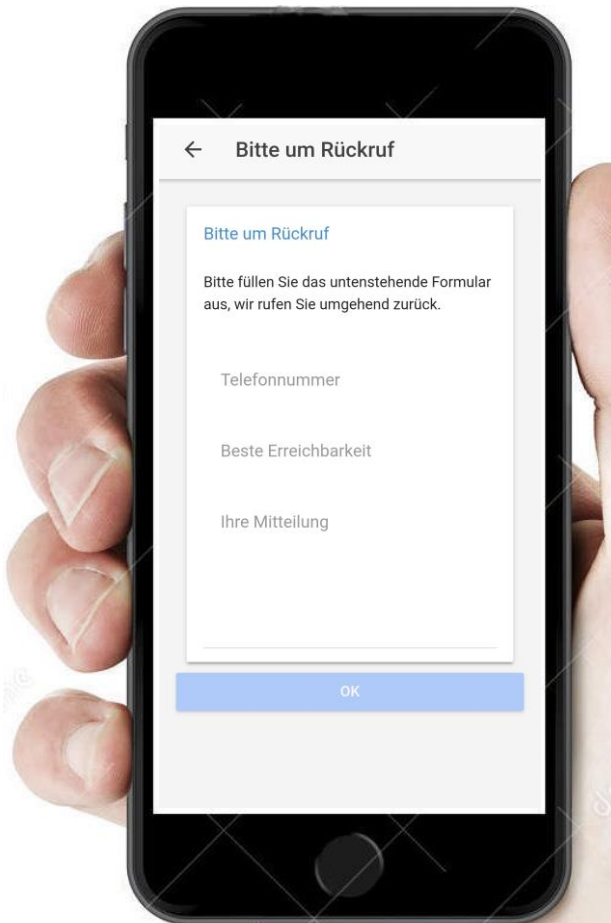 Bitte um Rückruf
Bitte um Rückruf
Bitte füllen Sie das untenstehende Formular
aus, wir rufen Sie umgehend zurück.
Telefonnummer
Beste Erreichbarkeit
Ihre Mitteilung
OK